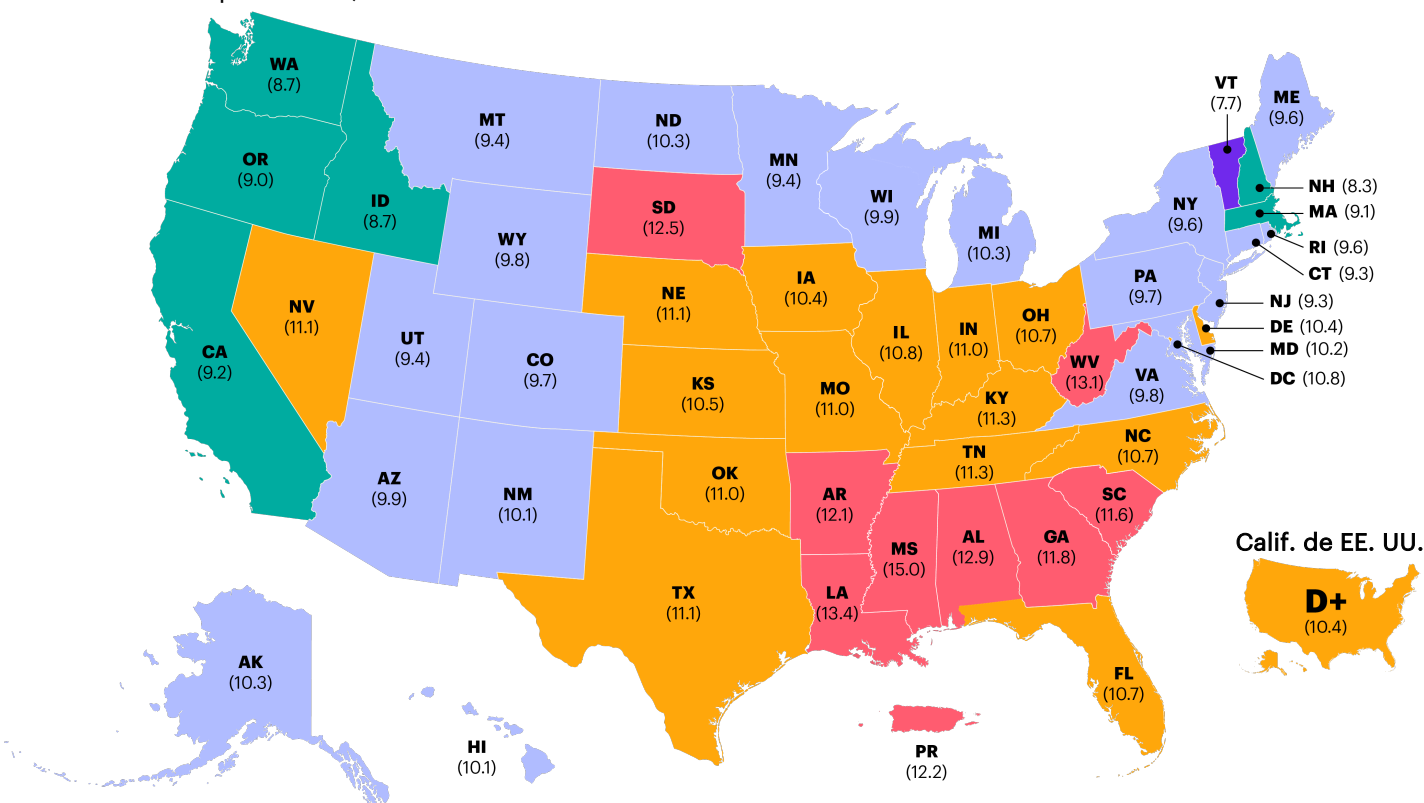 WA
(8.7)
OR
(9.0)
ID
(8.7)
MT
(9.4)
ND
(10.3)
MN
(9.4)
SD
(12.5)
WI
(9.9)
MI
(10.3)
WY
(9.8)
NV
(11.1)
UT
(9.4)
CO
(9.7)
CA
(9.2)
NE
(11.1)
IA
(10.4)
IL
(10.8)
IN
(11.0)
OH
(10.7)
KS
(10.5)
MO
(11.0)
KY
(11.3)
WV
(13.1)
VA
(9.8)
PA
(9.7)
NY
(9.6)
VT
(7.7)
ME
(9.6)
NH (8.3)
MA (9.1)
RI (9.6)
CT (9.3)
NJ (9.3)
DE (10.4)
MD (10.2)
DC (10.8)
AZ
(9.9)
NM
(10.1)
OK
(11.0)
AR
(12.1)
TN
(11.3)
NC
(10.7)
SC
(11.6)
MS
(15.0)
AL
(12.9)
GA
(11.8)
TX
(11.1)
LA
(13.4)
FL
(10.7)
AK
(10.3)
HI
(10.1)
PR
(12.2)
Calif. de EE. UU.
D+
(10.4)